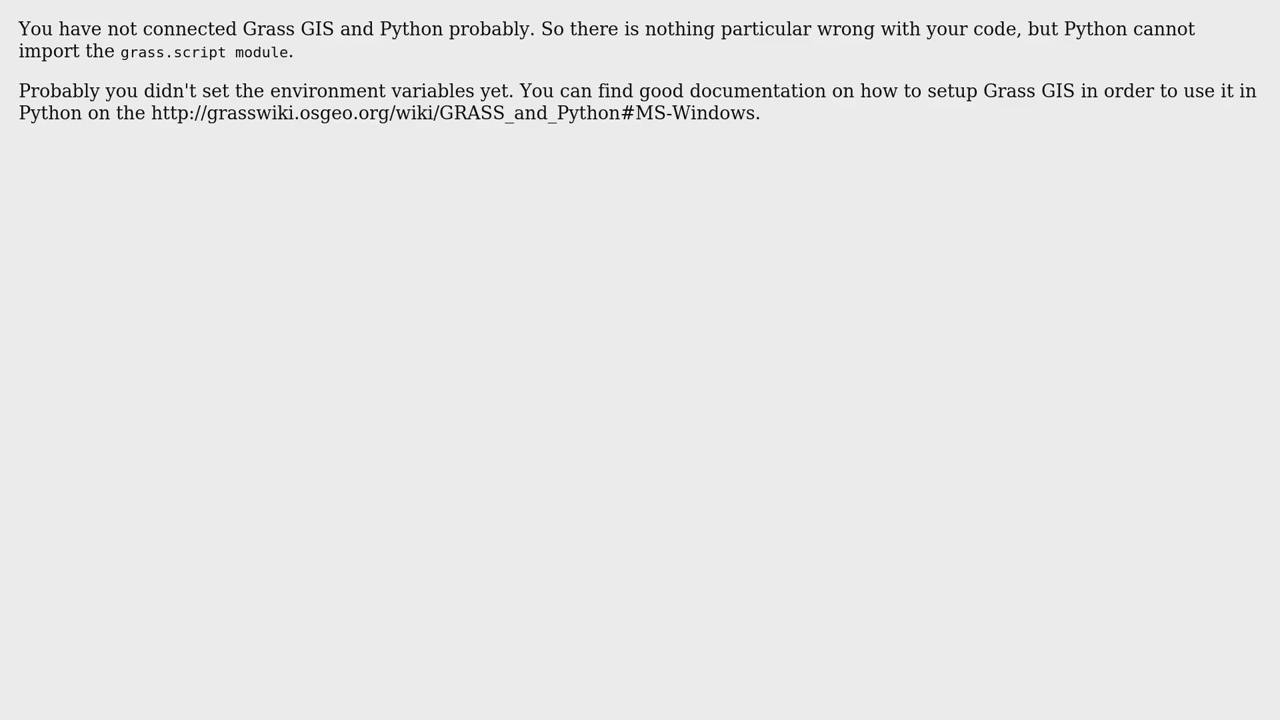 You have not connected Grass GIS and Python probably. So there is nothing particular wrong with your code, but Python cannot
import the grass.script module.
Probably you didn't set the environment variables yet. You can find good documentation on how to setup Grass GIS in order to use it in
Python on the http://grasswiki.osgeo.org/wiki/GRASS_and_Python#MS-Windows.